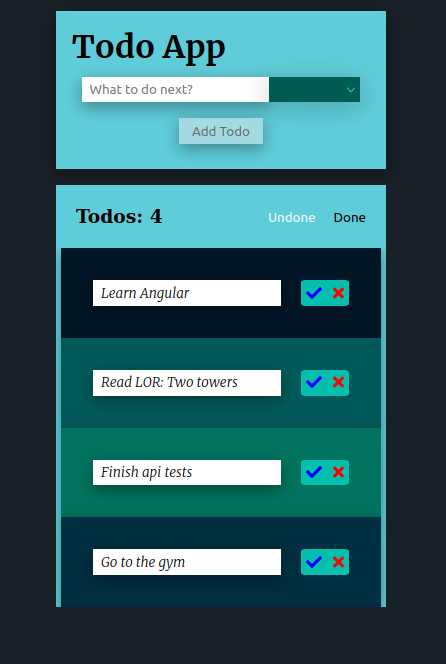 Todo App
What to do next?
Add Todo
Todos: 4 Undone Done
Learn Angular
Read LOR: Two towers
Finish api tests
Go to the gym